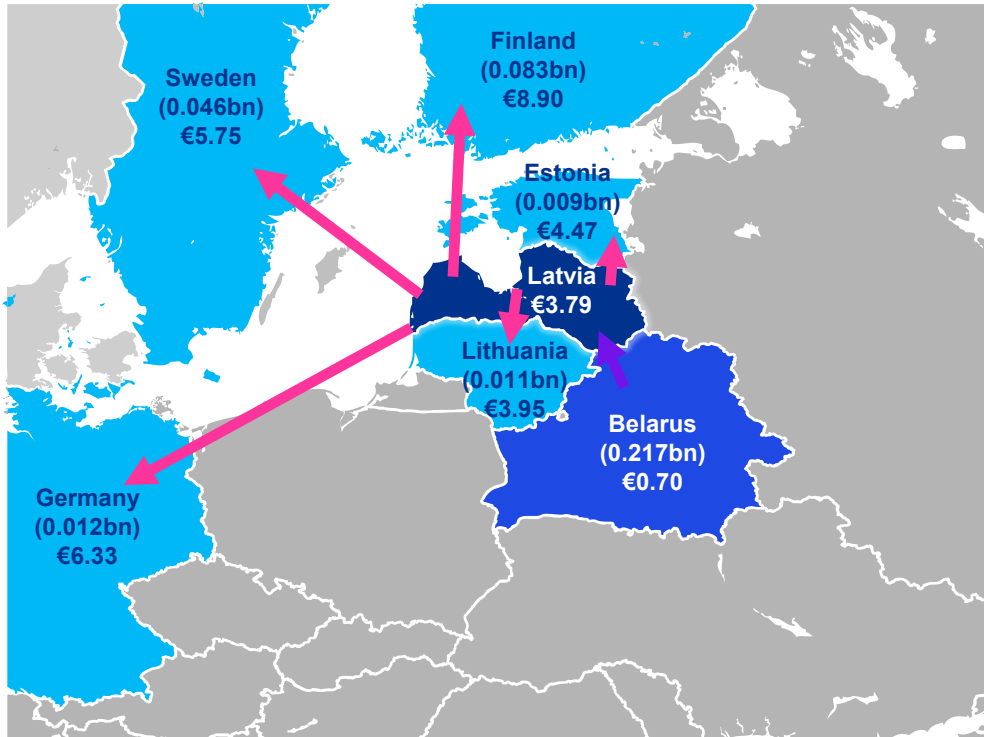 Finland
(0.083bn)
€8.90
Sweden
(0.046bn)
€5.75
Estonia
(0.009bn)
€4.47
Latvia
€3.79
Lithuania
(0.011bn)
€3.95
Belarus
(0.217bn)
€0.70
Germany
(0.012bn)
€6.33